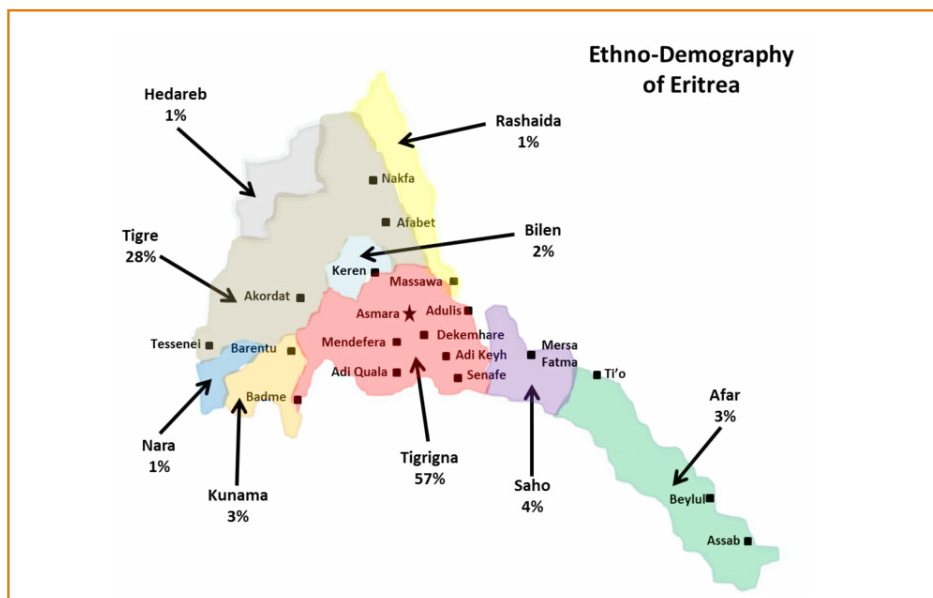 Ethno-Demography
of Eritrea
Hedareb
1%
Rashaida
1%
Nakfa
Afabet
Tigre
28%
Bilen
2%
Keren
Massawa
Akordat
Asmara
Adulis
Dekemhare
Tessenei
Barentu
Mendefera
Adi Keyh
Mersa
Fatma
Adi Quala
Senafe
Ti'o
Badme
Afar
3%
Nara
1%
Tigrigna
57%
Kunama
3%
Saho
4%
Beylul
Assab